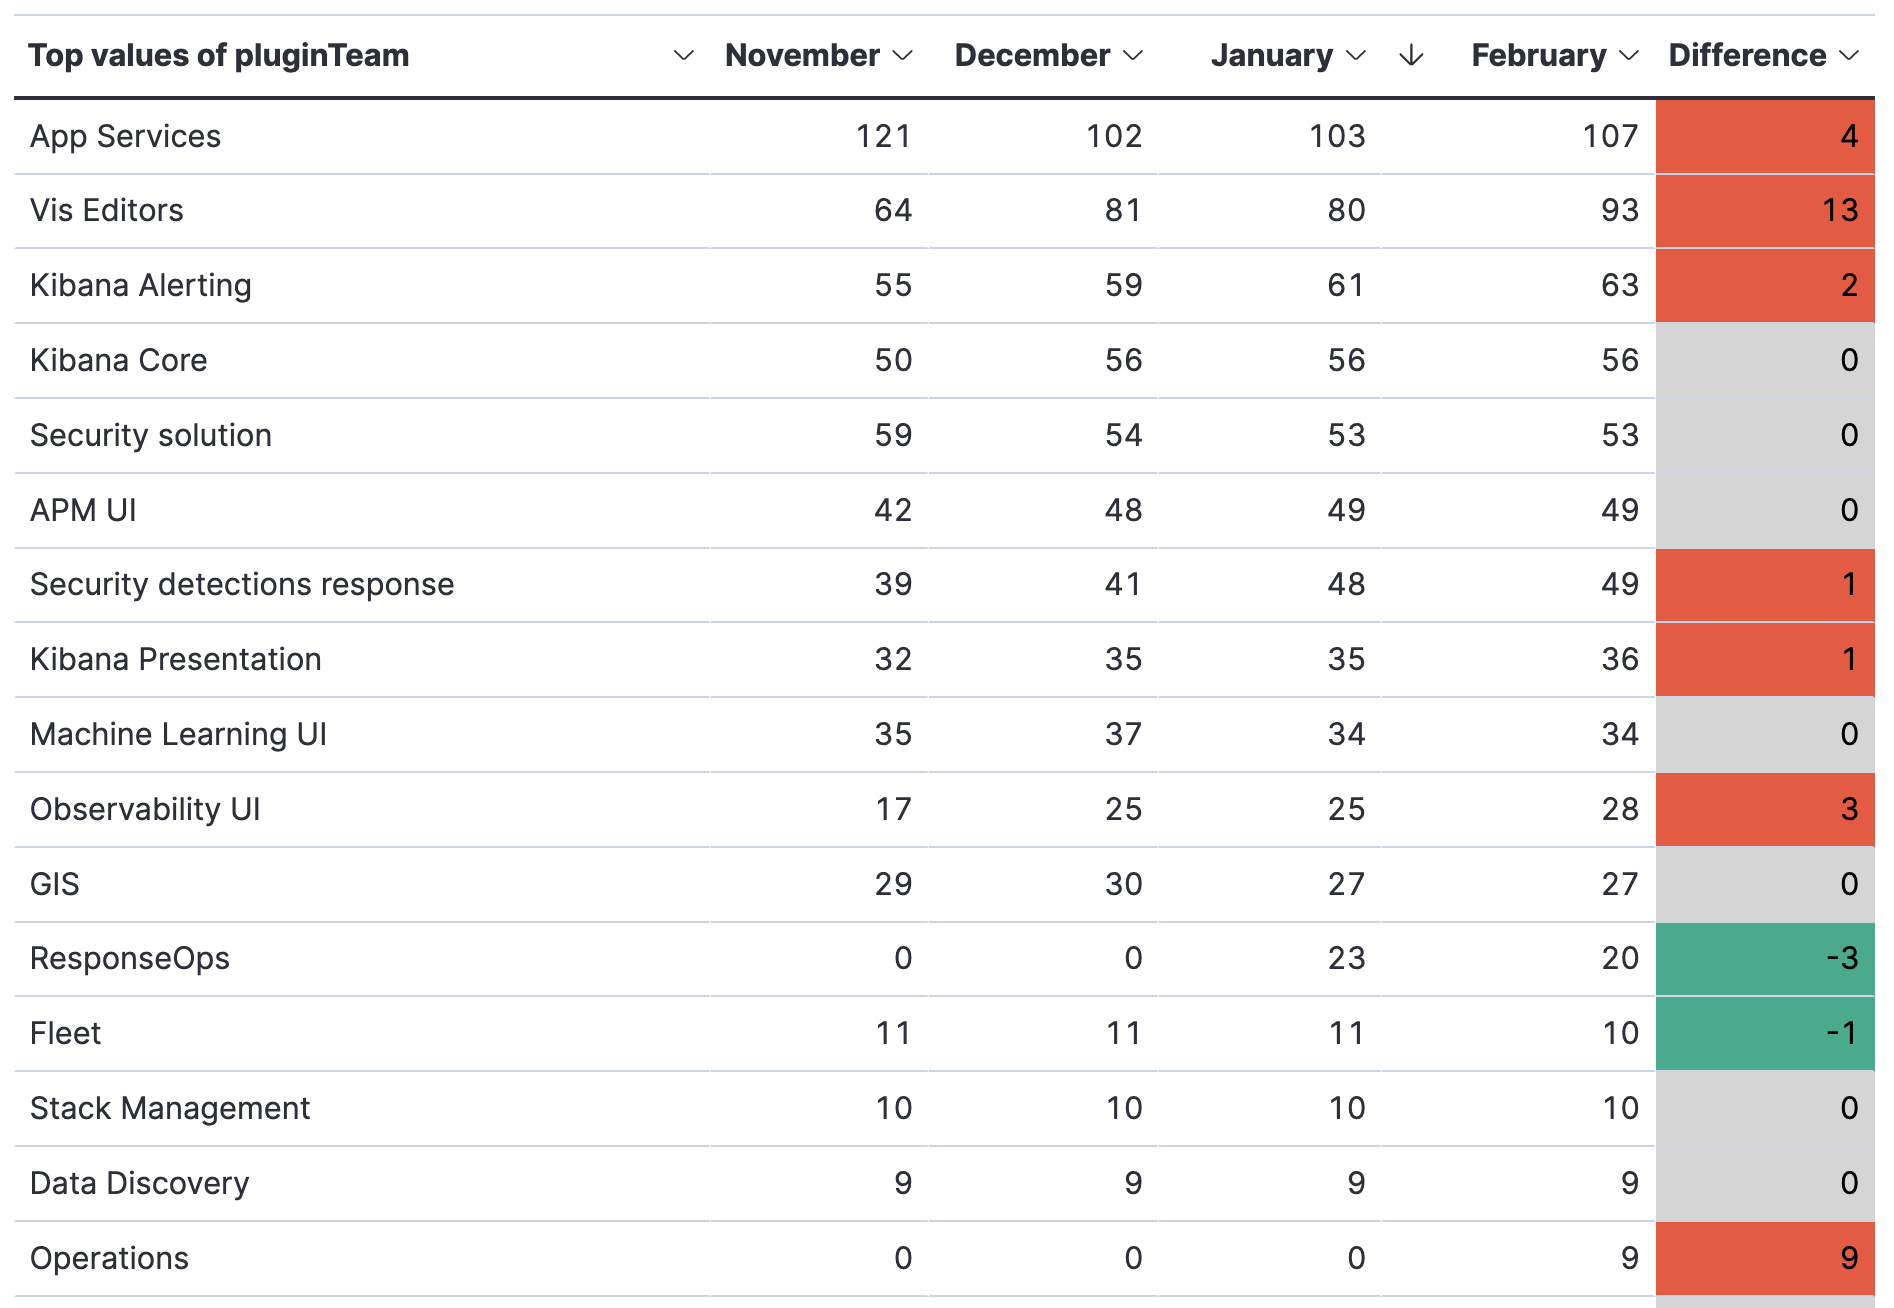 Top values of pluginTeam November December January February Difference
App Services 121 102 103 107 4
Vis Editors 64 81 80 93 13
Kibana Alerting 55 59 61 63 2
Kibana Core 50 56 56 56 0
Security solution 59 54 53 53 0
APM UI 42 48 49 49 0
Security detections response 39 41 48 49 1
Kibana Presentation 32 35 35 36 1
Machine Learning UI 35 37 34 34 0
Observability UI 17 25 25 28 3
GIS 29 30 27 27 0
ResponseOps 0 0 23 20 -3
Fleet 11 11 11 10 -1
Stack Management 10 10 10 10 0
Data Discovery 9 9 9 9 0
Operations 0 0 0 9 9